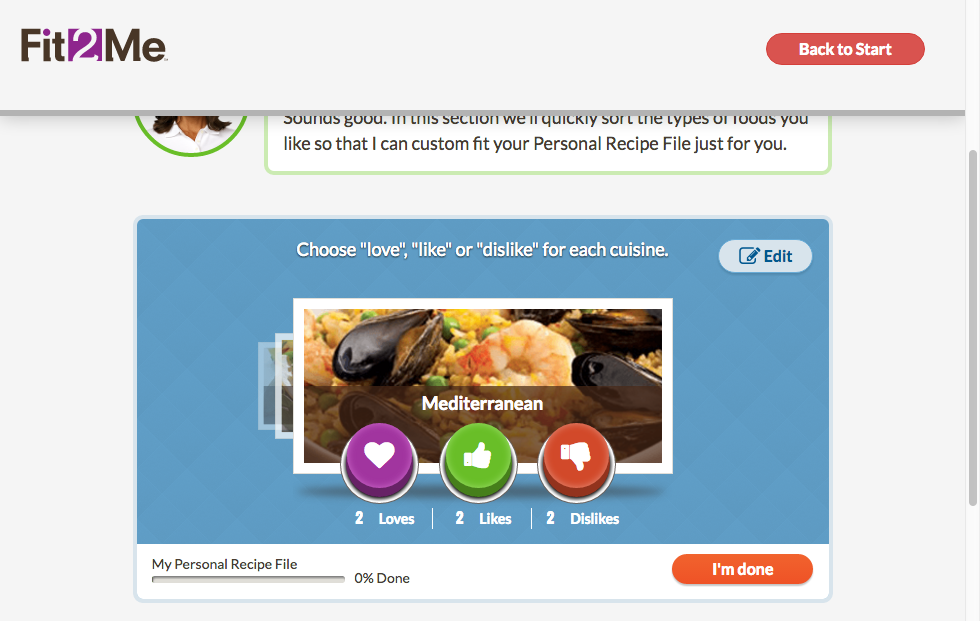 Fit2Me™
Back to Start
Sounds good. In this section we'll quickly sort the types of foods you
like so that I can custom fit your Personal Recipe File just for you.
Choose "love", "like" or "dislike" for each cuisine.
Edit
Mediterranean
2 Loves
2 Likes
2 Dislikes
My Personal Recipe File
0% Done
I'm done